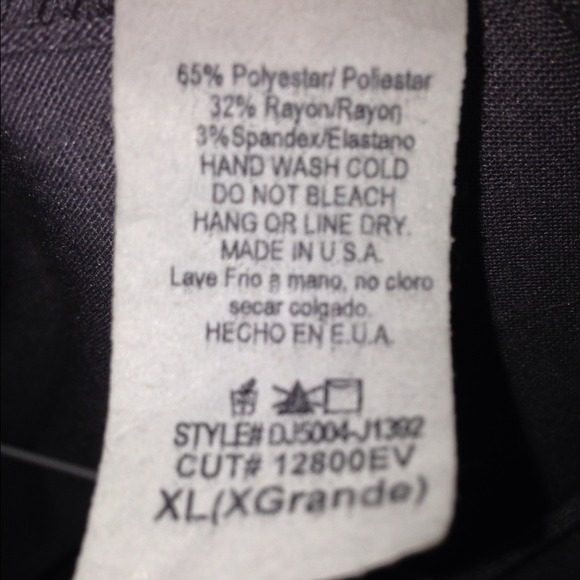 65% Polyester/ Poliester
32% Rayon/Rayon
3%Spandex/Elastano
HAND WASH COLD
DO NOT BLEACH
HANG OR LINE DRY.
MADE IN U.S.A.
Lave Frio a mano, no cloro
secar colgado.
HECHO EN E.U.A.
STYLE# DJ5004-J1392
CUT# 12800EV
XL(XGrande)